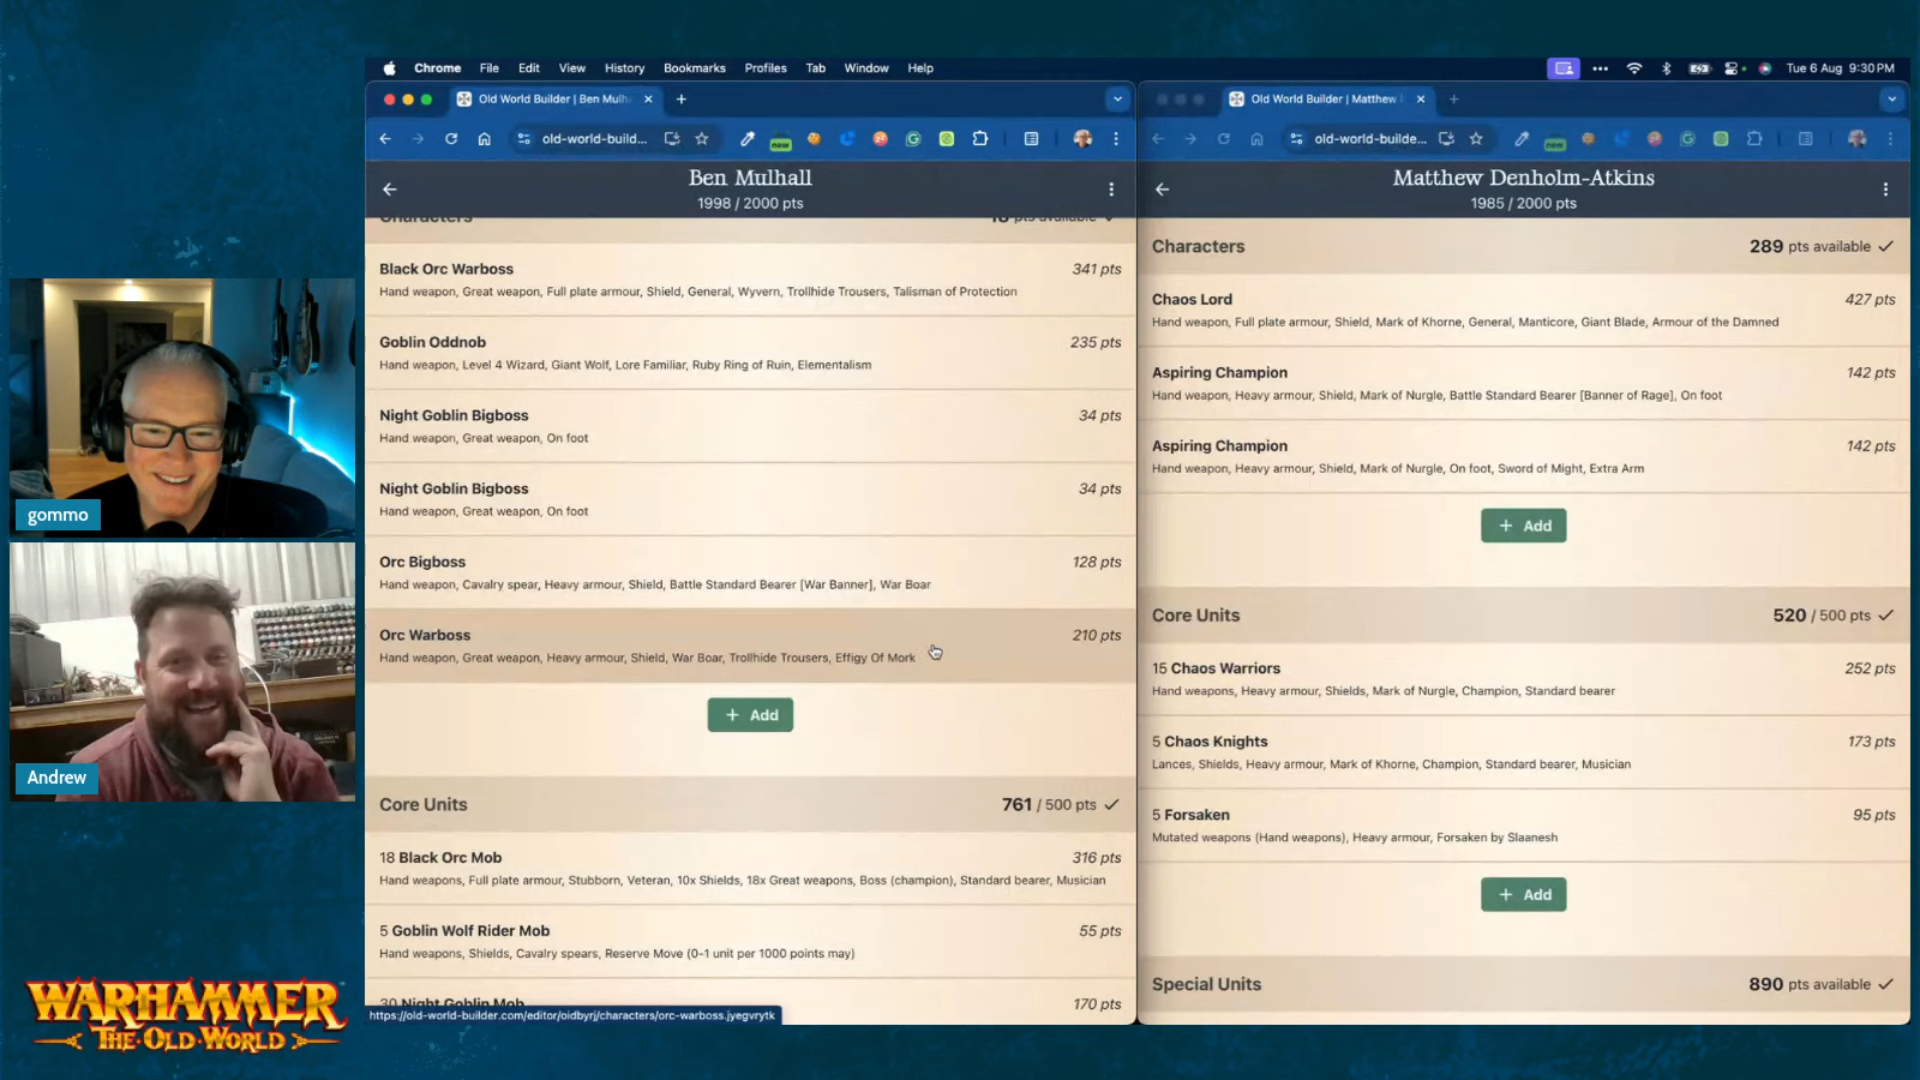 Chrome File Edit View History Bookmarks Profiles Tab Window Help
Tue 6 Aug 9:30 PM
Old World Builder | Ben Mulha
old-world-build...
new
Ben Mulhall
1998 / 2000 pts
Characters
18 pts available
Black Orc Warboss
341 pts
Hand weapon, Great weapon, Full plate armour, Shield, General, Wyvern, Trollhide Trousers, Talisman of Protection
Goblin Oddnob
235 pts
Hand weapon, Level 4 Wizard, Giant Wolf, Lore Familiar, Ruby Ring of Ruin, Elementalism
Night Goblin Bigboss
34 pts
Hand weapon, Great weapon, On foot
Night Goblin Bigboss
34 pts
Hand weapon, Great weapon, On foot
Orc Bigboss
128 pts
Hand weapon, Cavalry spear, Heavy armour, Shield, Battle Standard Bearer [War Banner], War Boar
Orc Warboss
210 pts
Hand weapon, Great weapon, Heavy armour, Shield, War Boar, Trollhide Trousers, Effigy Of Mork
+ Add
Core Units
761 / 500 pts
18 Black Orc Mob
316 pts
Hand weapons, Full plate armour, Stubborn, Veteran, 10x Shields, 18x Great weapons, Boss (champion), Standard bearer, Musician
5 Goblin Wolf Rider Mob
55 pts
Hand weapons, Shields, Cavalry spears, Reserve Move (0-1 unit per 1000 points may)
30 Night Goblin Mob
170 pts
https://old-world-builder.com/editor/oidbyrj/characters/orc-warboss.jyegvrytk
Old World Builder | Matthew
old-world-builde...
new
Matthew Denholm-Atkins
1985 / 2000 pts
Characters
289 pts available
Chaos Lord
427 pts
Hand weapon, Full plate armour, Shield, Mark of Khorne, General, Manticore, Giant Blade, Armour of the Damned
Aspiring Champion
142 pts
Hand weapon, Heavy armour, Shield, Mark of Nurgle, Battle Standard Bearer [Banner of Rage], On foot
Aspiring Champion
142 pts
Hand weapon, Heavy armour, Shield, Mark of Nurgle, On foot, Sword of Might, Extra Arm
+ Add
Core Units
520 / 500 pts
15 Chaos Warriors
252 pts
Hand weapons, Heavy armour, Shields, Mark of Nurgle, Champion, Standard bearer
5 Chaos Knights
173 pts
Lances, Shields, Heavy armour, Mark of Khorne, Champion, Standard bearer, Musician
5 Forsaken
95 pts
Mutated weapons (Hand weapons), Heavy armour, Forsaken by Slaanesh
+ Add
Special Units
890 pts available
gommo
Andrew
WARHAMMER
THE OLD WORLD